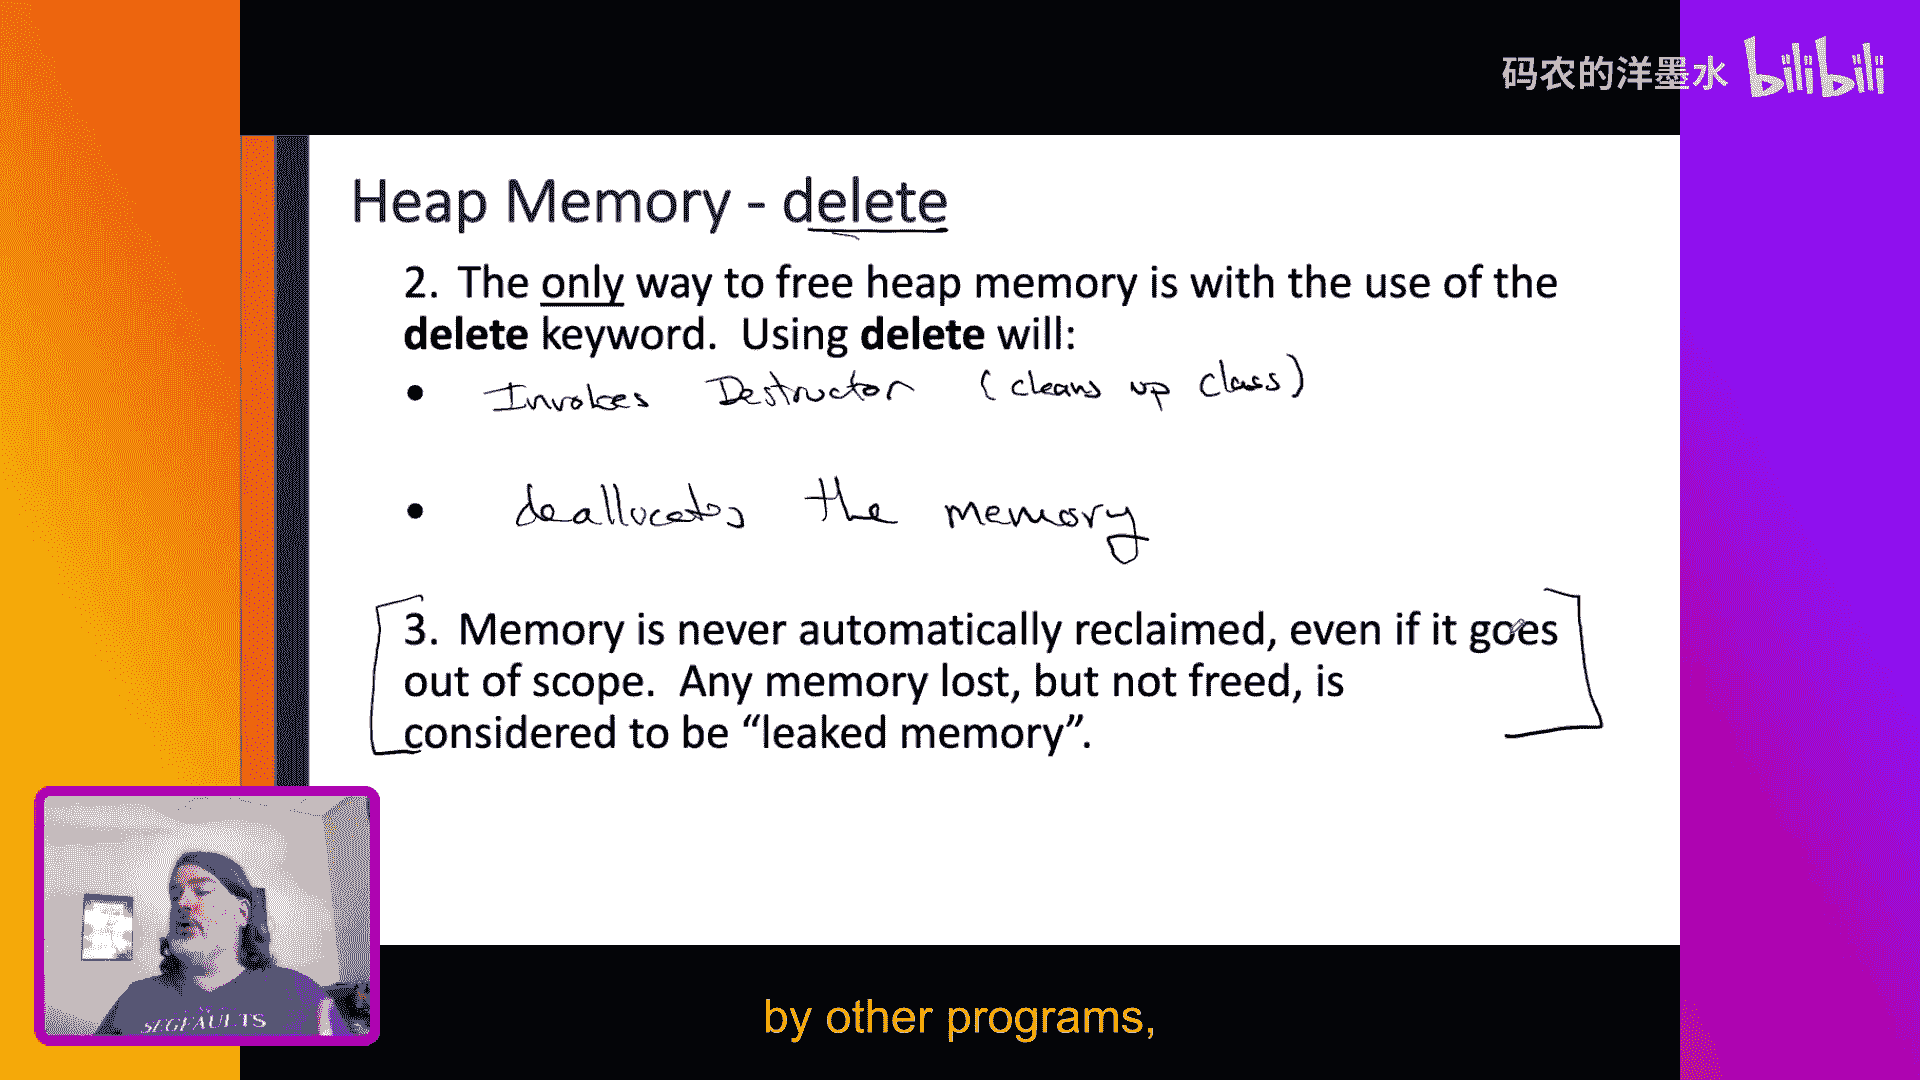 码农的洋墨水 bilibili
Heap Memory - delete
2. The only way to free heap memory is with the use of the
delete keyword. Using delete will:
• Invokes Destructor (cleans up class)
• deallocates the memory
3. Memory is never automatically reclaimed, even if it goes
out of scope. Any memory lost, but not freed, is
considered to be “leaked memory”.
SEGFAULTS
by other programs,